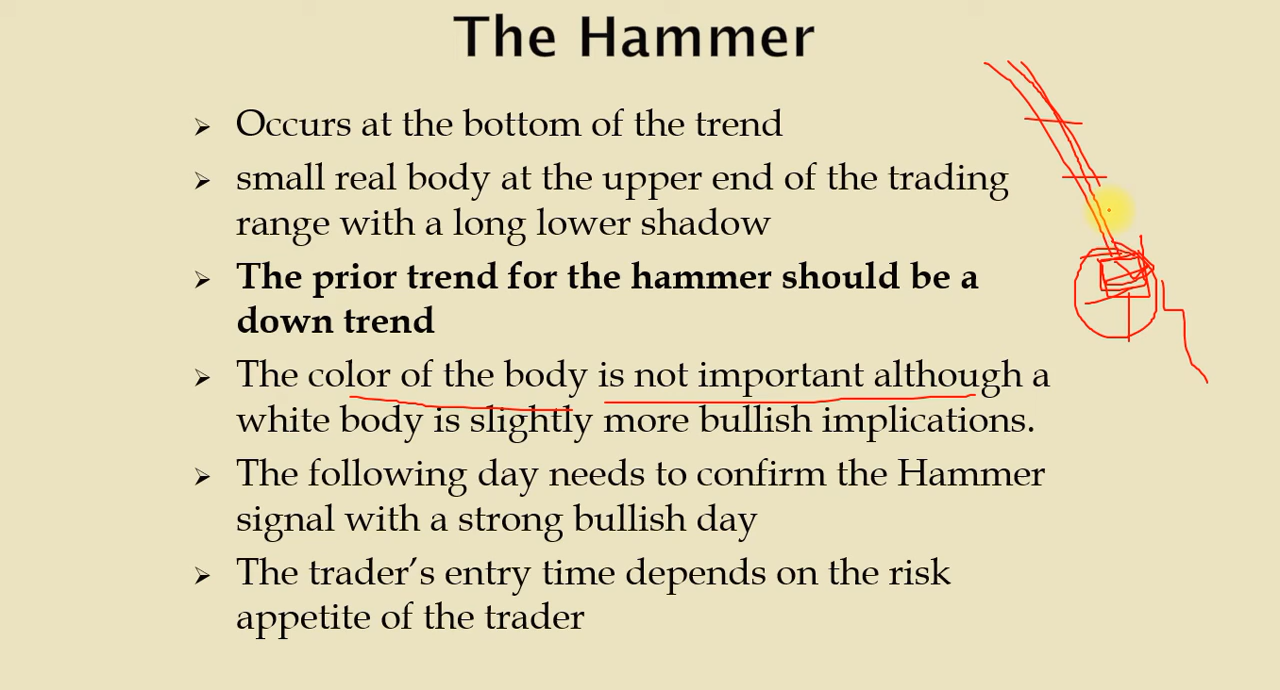 The Hammer
Occurs at the bottom of the trend
small real body at the upper end of the trading
range with a long lower shadow
The prior trend for the hammer should be a
down trend
The color of the body is not important although a
white body is slightly more bullish implications.
The following day needs to confirm the Hammer
signal with a strong bullish day
The trader’s entry time depends on the risk
appetite of the trader